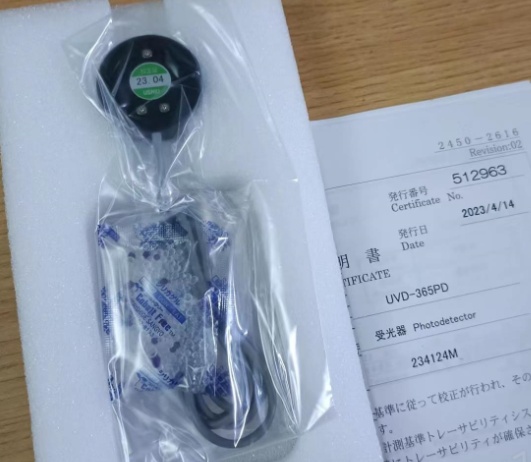 23.04
2450-2616
Revision:02
発行番号 512963
Certificate No.
発行日 2023/4/14
Date
明書
TIFICATE
UVD-365PD
受光器 Photodetector
234124M
基準に従って校正が行われ、その
す。
計測基準トレーサビリティシス
にトレーサビリティが確保さ